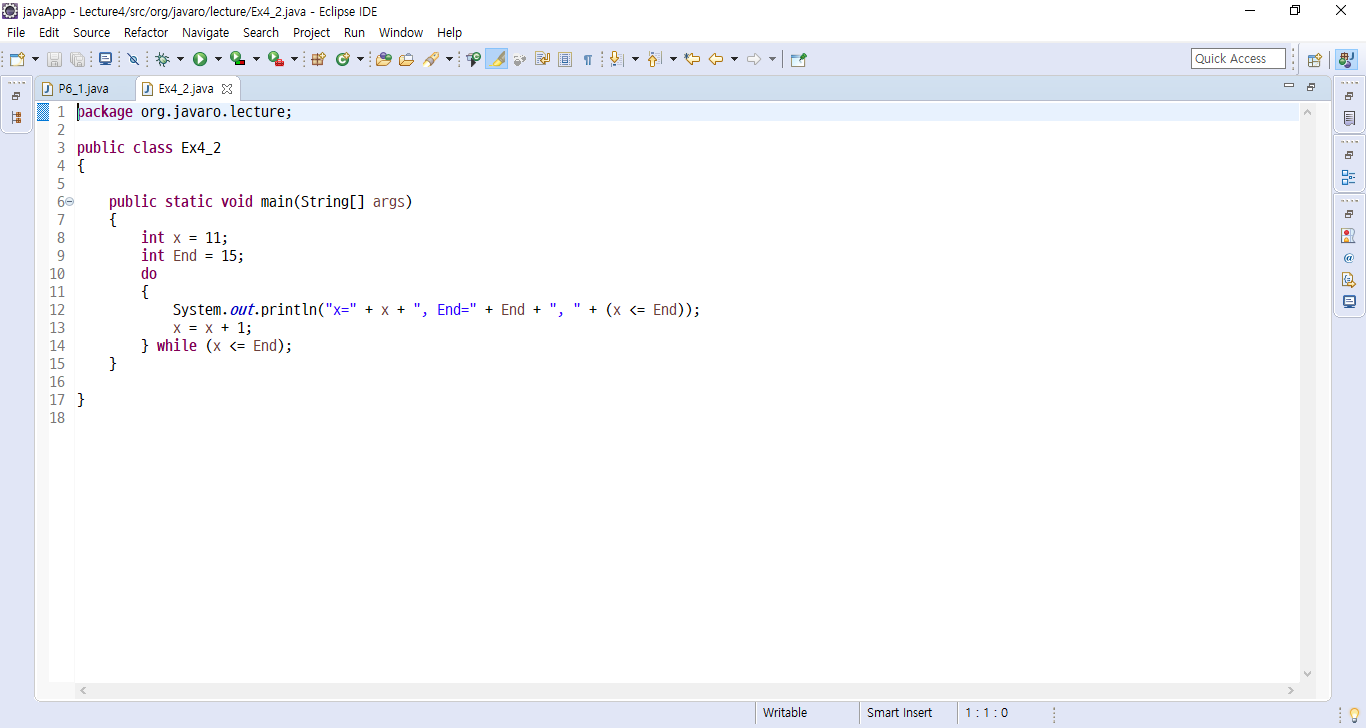 javaApp - Lecture4/src/org/javaro/lecture/Ex4_2.java - Eclipse IDE
File Edit Source Refactor Navigate Search Project Run Window Help
Quick Access
P6_1.java Ex4_2.java
1 package org.javaro.lecture;
2
3 public class Ex4_2
4 {
5
6 public static void main(String[] args)
7 {
8 int x = 11;
9 int End = 15;
10 do
11 {
12 System.out.println("x=" + x + ", End=" + End + ", " + (x <= End));
13 x = x + 1;
14 } while (x <= End);
15 }
16
17 }
18
Writable Smart Insert 1 : 1 : 0